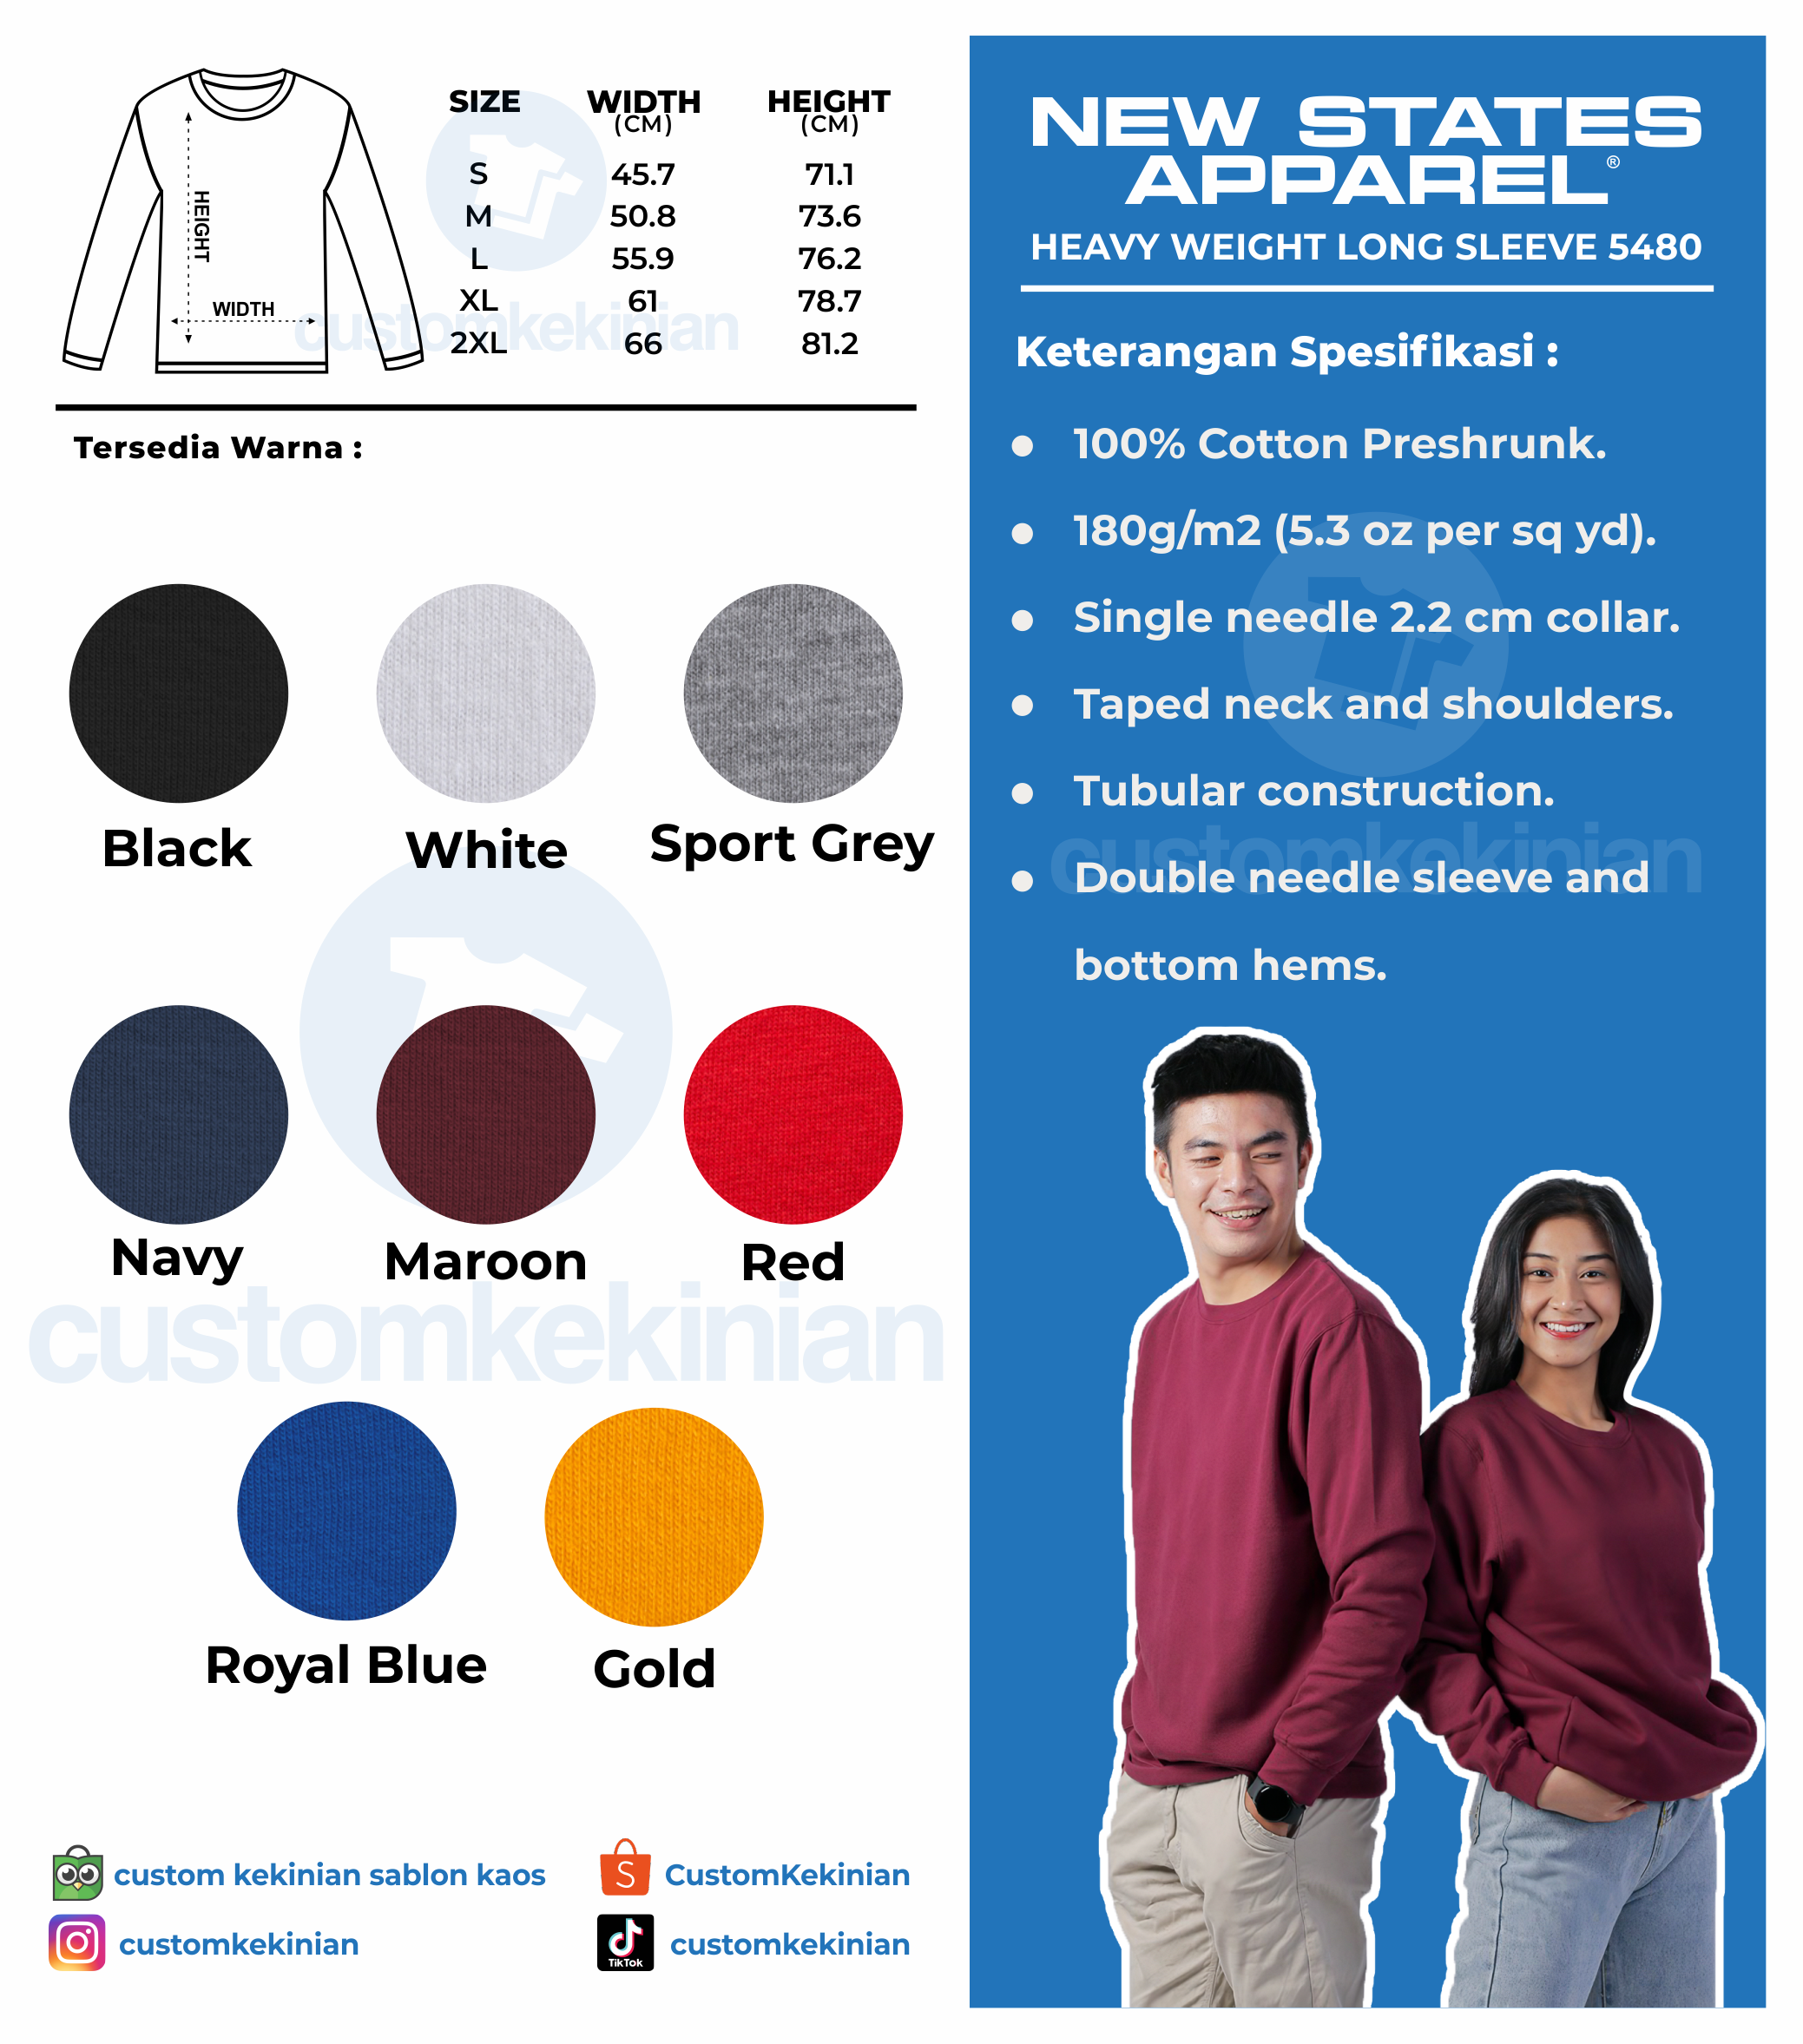 SIZE WIDTH HEIGHT
(CM) (CM)
S 45.7 71.1
M 50.8 73.6
L 55.9 76.2
XL 61 78.7
2XL 66 81.2
HEIGHT
WIDTH
customkekinian
Tersedia Warna :
Black White Sport Grey
Navy Maroon Red
customkekinian
Royal Blue Gold
custom kekinian sablon kaos
CustomKekinian
customkekinian
TikTok
customkekinian
NEW STATES
APPAREL®
HEAVY WEIGHT LONG SLEEVE 5480
Keterangan Spesifikasi :
● 100% Cotton Preshrunk.
● 180g/m2 (5.3 oz per sq yd).
● Single needle 2.2 cm collar.
● Taped neck and shoulders.
● Tubular construction.
● Double needle sleeve and
bottom hems.
customkekinian